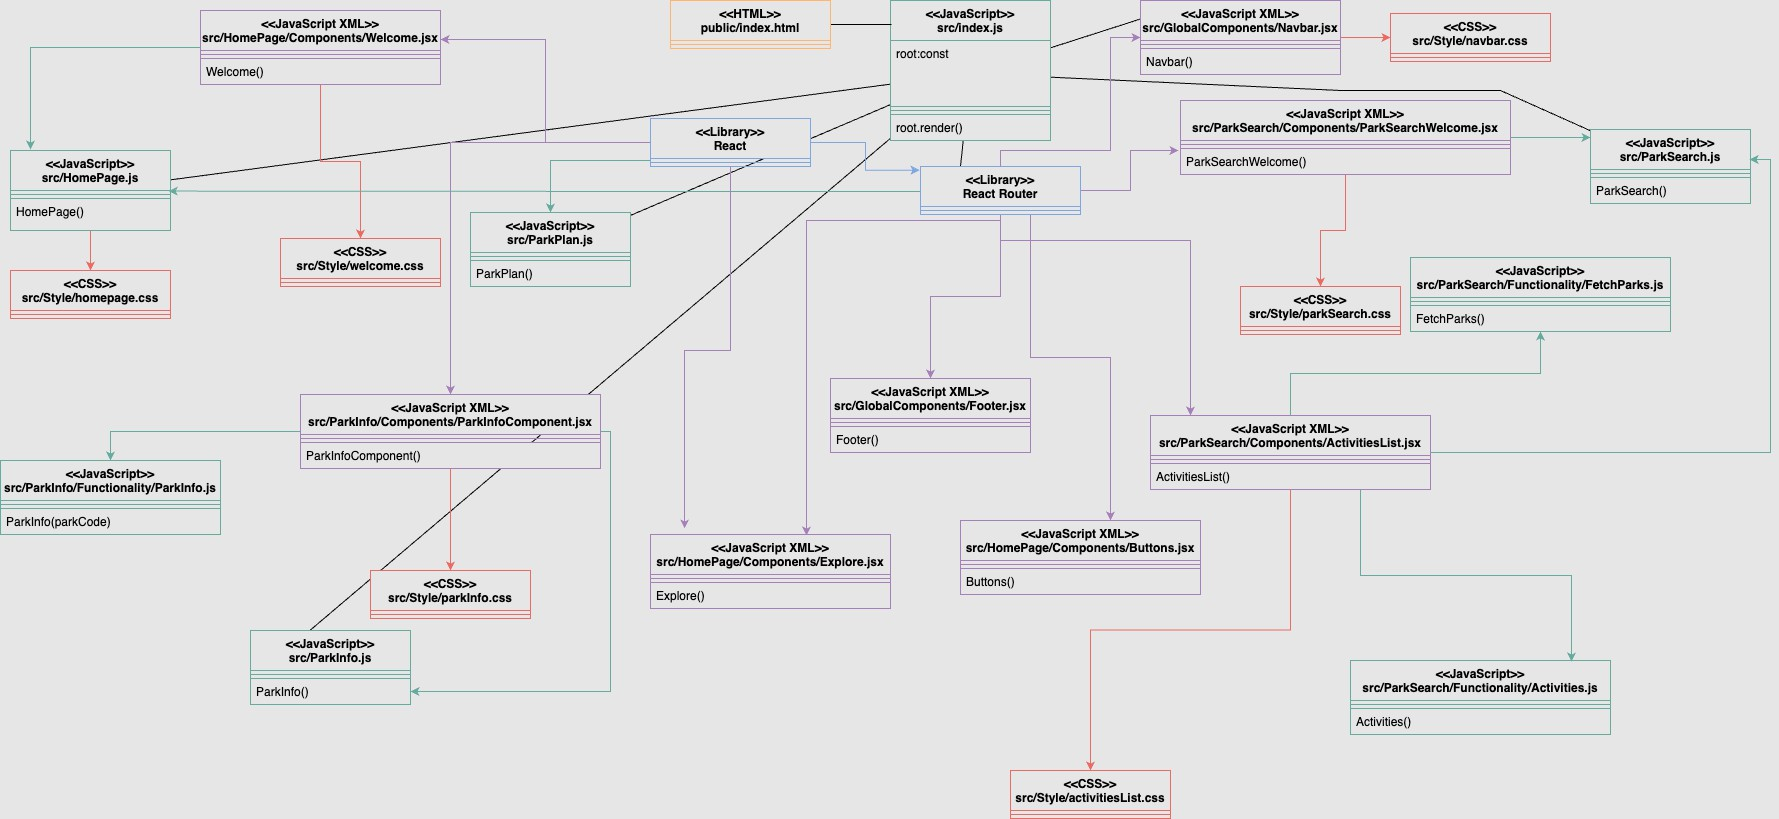 <<JavaScript XML>>
src/HomePage/Components/Welcome.jsx
Welcome()
<<HTML>>
public/index.html
<<JavaScript>>
src/index.js
root:const
root.render()
<<JavaScript XML>>
src/GlobalComponents/Navbar.jsx
Navbar()
<<CSS>>
src/Style/navbar.css
<<Library>>
React
<<JavaScript XML>>
src/ParkSearch/Components/ParkSearchWelcome.jsx
ParkSearchWelcome()
<<JavaScript>>
src/ParkSearch.js
ParkSearch()
<<JavaScript>>
src/HomePage.js
HomePage()
<<Library>>
React Router
<<JavaScript>>
src/ParkPlan.js
ParkPlan()
<<CSS>>
src/Style/welcome.css
<<CSS>>
src/Style/homepage.css
<<CSS>>
src/Style/parkSearch.css
<<JavaScript>>
src/ParkSearch/Functionality/FetchParks.js
FetchParks()
<<JavaScript XML>>
src/ParkInfo/Components/ParkInfoComponent.jsx
ParkInfoComponent()
<<JavaScript XML>>
src/GlobalComponents/Footer.jsx
Footer()
<<JavaScript XML>>
src/ParkSearch/Components/ActivitiesList.jsx
ActivitiesList()
<<JavaScript>>
src/ParkInfo/Functionality/ParkInfo.js
ParkInfo(parkCode)
<<JavaScript XML>>
src/HomePage/Components/Explore.jsx
Explore()
<<JavaScript XML>>
src/HomePage/Components/Buttons.jsx
Buttons()
<<CSS>>
src/Style/parkInfo.css
<<JavaScript>>
src/ParkInfo.js
ParkInfo()
<<JavaScript>>
src/ParkSearch/Functionality/Activities.js
Activities()
<<CSS>>
src/Style/activitiesList.css